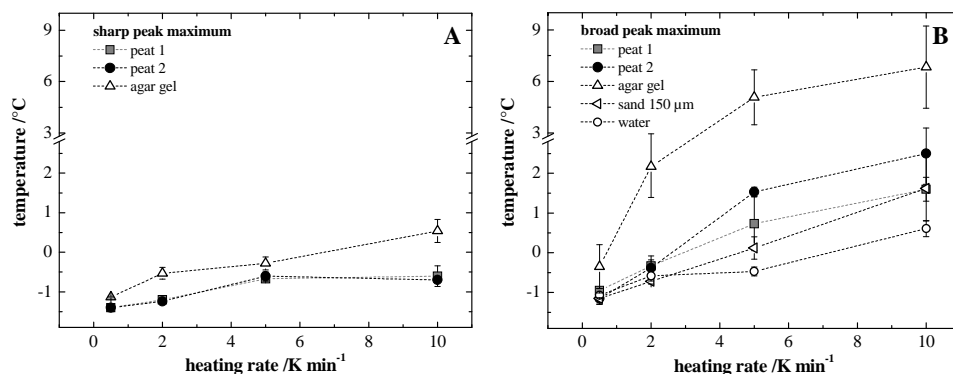 sharp peak maximum
A
peat 1
peat 2
agar gel
9
6
3
2
1
0
-1
temperature /°C
0 2 4 6 8 10
heating rate /K min-1
broad peak maximum
B
peat 1
peat 2
agar gel
sand 150 µm
water
9
6
3
2
1
0
-1
temperature /°C
0 2 4 6 8 10
heating rate /K min-1